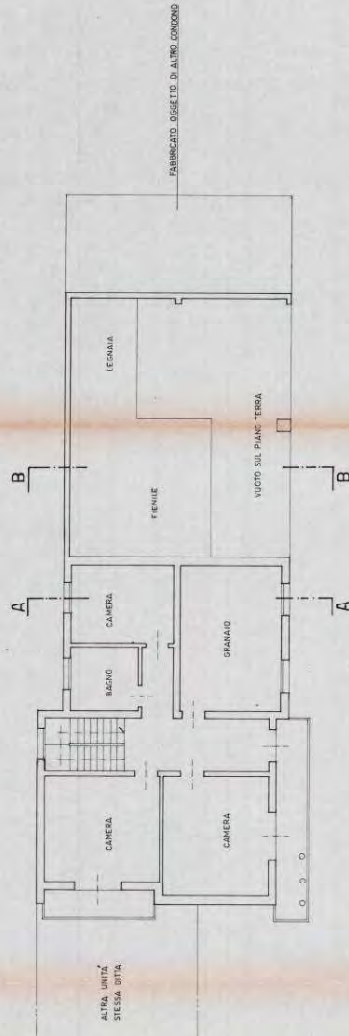 FABBRICATO OGGETTO DI ALTRO CONDONO
LEGNAIA
FIENILE
VUOTO SUL PIANO TERRA
B
B
A
A
CAMERA
BAGNO
GRANAIO
CAMERA
CAMERA
ALTRA UNITA'
STESSA DITTA